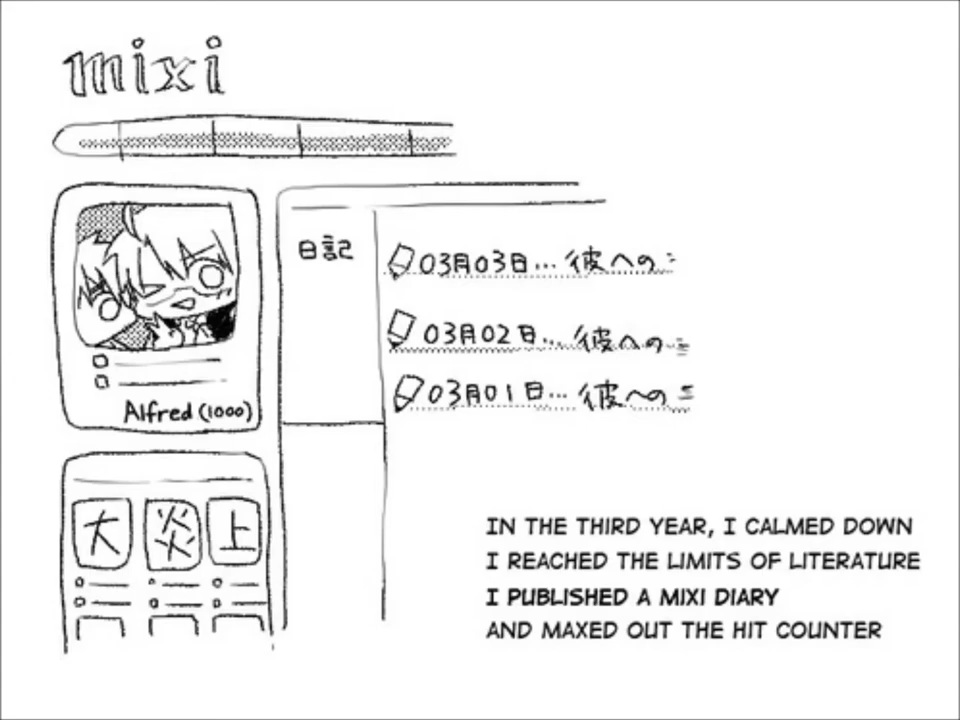 mixi
Alfred (1000)
日記
03月03日... 彼への
03月02日... 彼への
03月01日... 彼への
大 炎 上
IN THE THIRD YEAR, I CALMED DOWN
I REACHED THE LIMITS OF LITERATURE
I PUBLISHED A MIXI DIARY
AND MAXED OUT THE HIT COUNTER